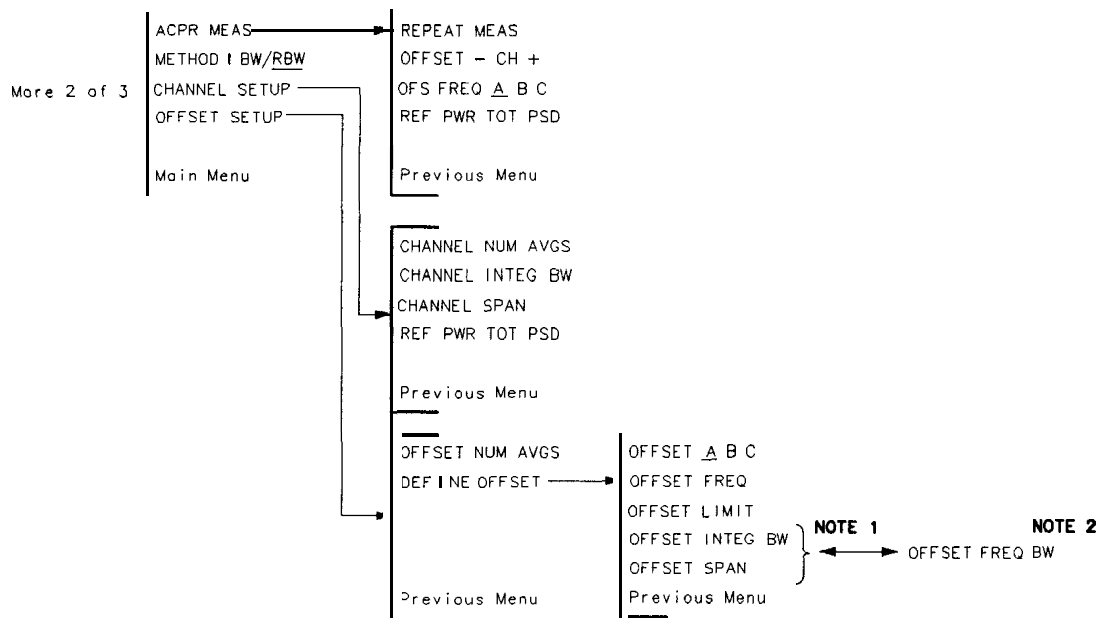 More 2 of 3
ACPR MEAS
METHOD I BW/RBW
CHANNEL SETUP
OFFSET SETUP
Main Menu
REPEAT MEAS
OFFSET - CH +
OFS FREQ A B C
REF PWR TOT PSD
Previous Menu
CHANNEL NUM AVGS
CHANNEL INTEG BW
CHANNEL SPAN
REF PWR TOT PSD
Previous Menu
OFFSET NUM AVGS
DEFINE OFFSET
Previous Menu
OFFSET A B C
OFFSET FREQ
OFFSET LIMIT
OFFSET INTEG BW
OFFSET SPAN
Previous Menu
NOTE 1
OFFSET FREQ BW
NOTE 2